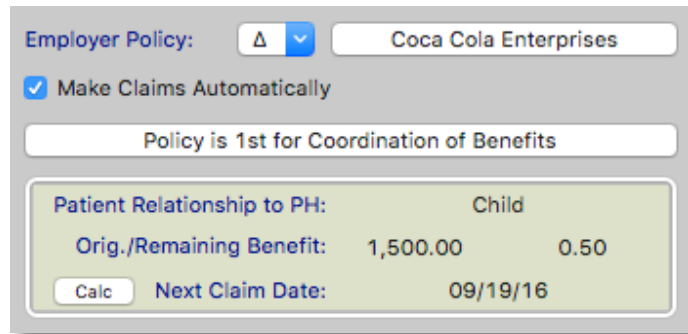 Employer Policy: Δ Coca Cola Enterprises
Make Claims Automatically
Policy is 1st for Coordination of Benefits
Patient Relationship to PH: Child
Orig./Remaining Benefit: 1,500.00 0.50
Calc Next Claim Date: 09/19/16